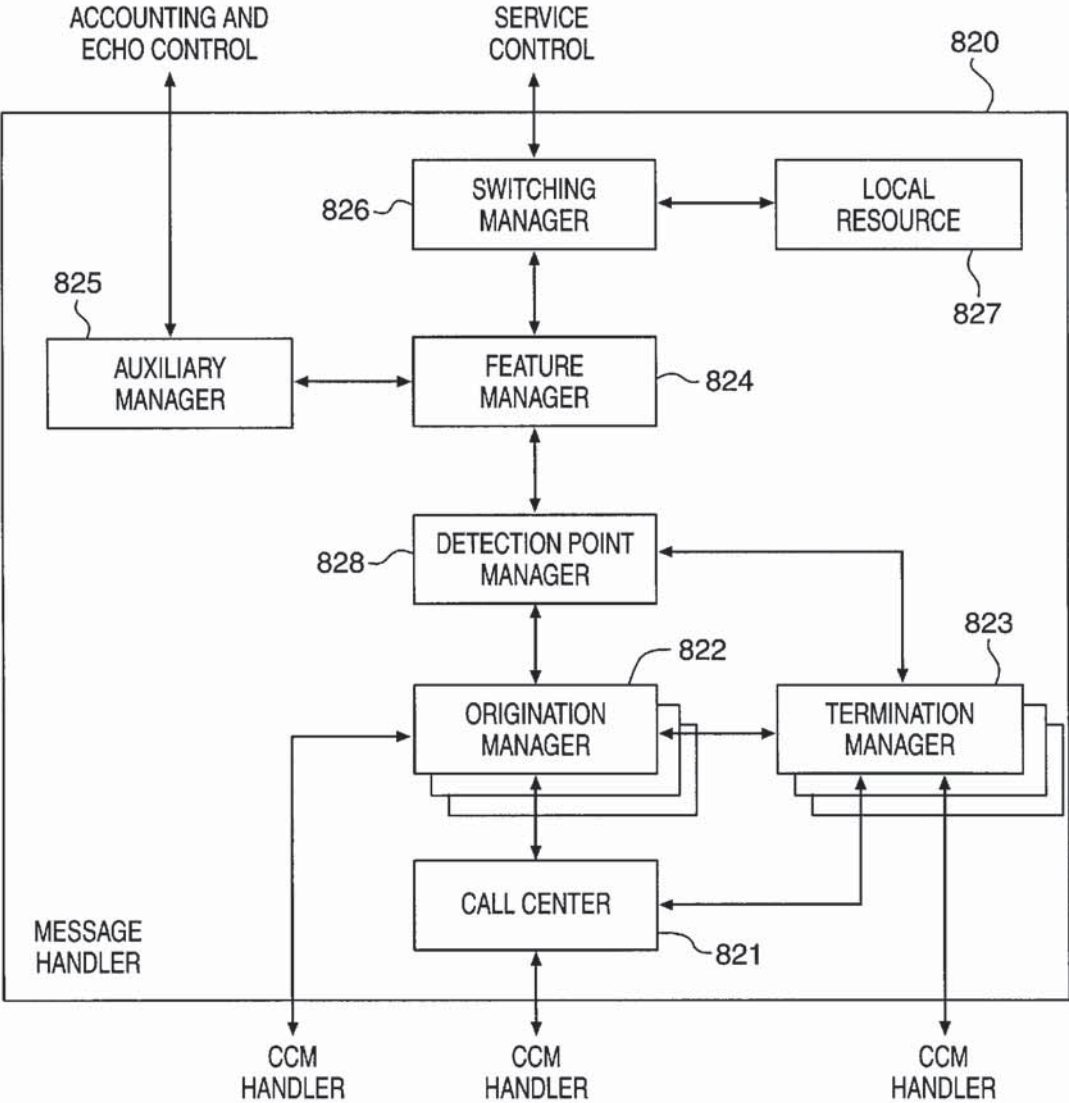 ACCOUNTING AND
ECHO CONTROL
SERVICE
CONTROL
820
SWITCHING
MANAGER
826
LOCAL
RESOURCE
827
825
AUXILIARY
MANAGER
FEATURE
MANAGER
824
DETECTION POINT
MANAGER
828
822
823
ORIGINATION
MANAGER
TERMINATION
MANAGER
CALL CENTER
821
MESSAGE
HANDLER
CCM
HANDLER
CCM
HANDLER
CCM
HANDLER